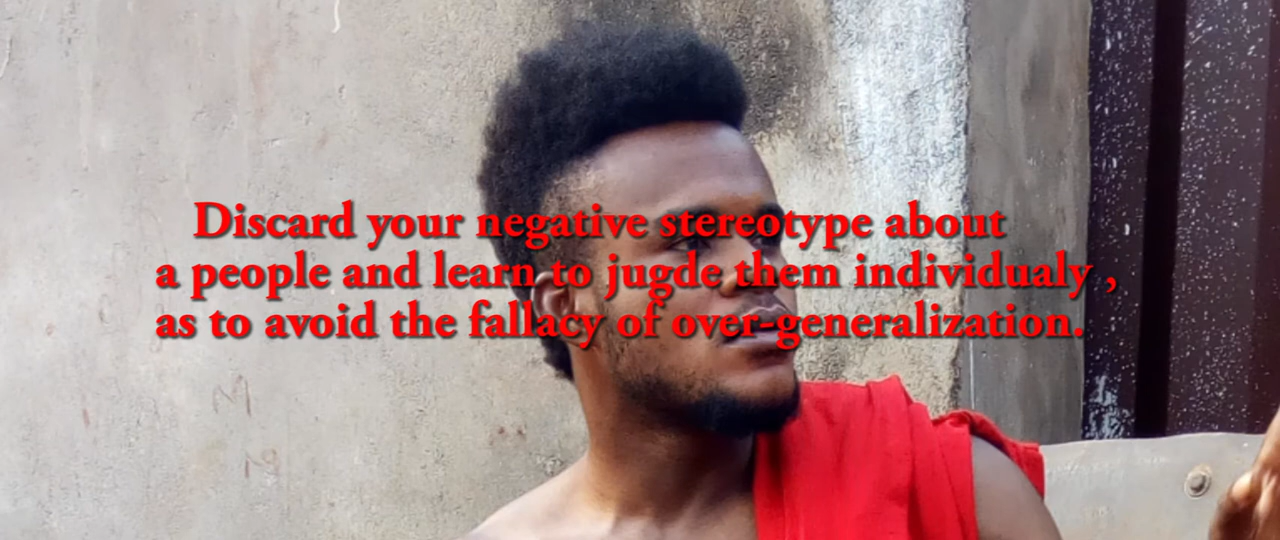 Discard your negative stereotype about
a people and learn to jugde them individualy ,
as to avoid the fallacy of over-generalization.